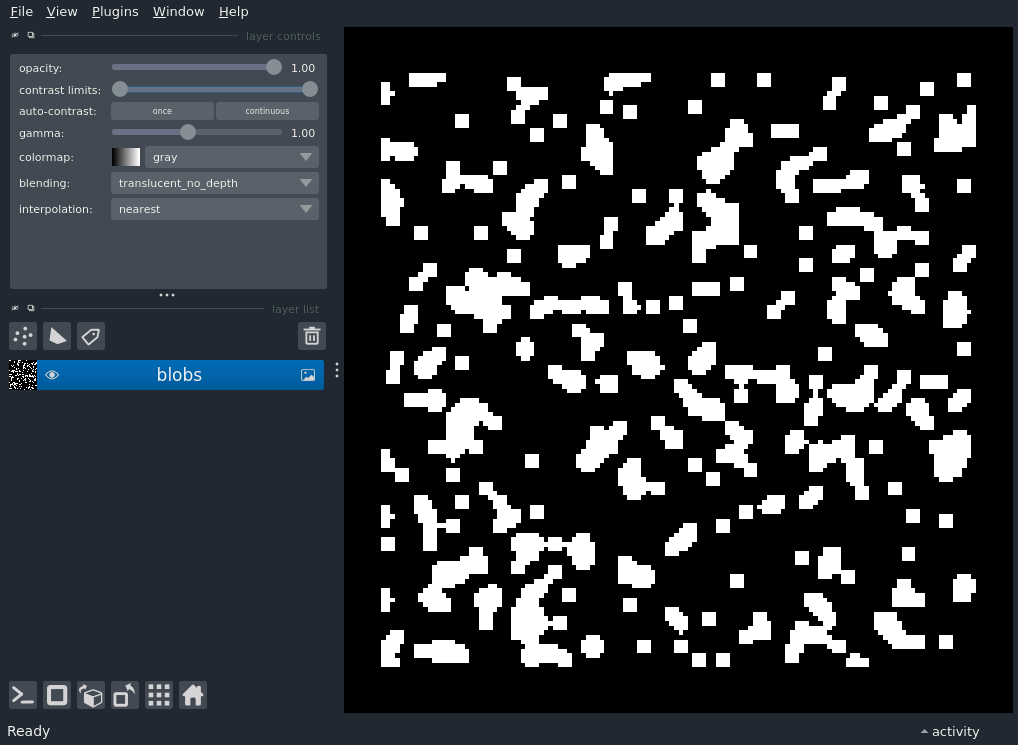 File View Plugins Window Help
layer controls
opacity: 1.00
contrast limits:
auto-contrast: once continuous
gamma: 1.00
colormap: gray
blending: translucent_no_depth
interpolation: nearest
layer list
blobs
Ready activity